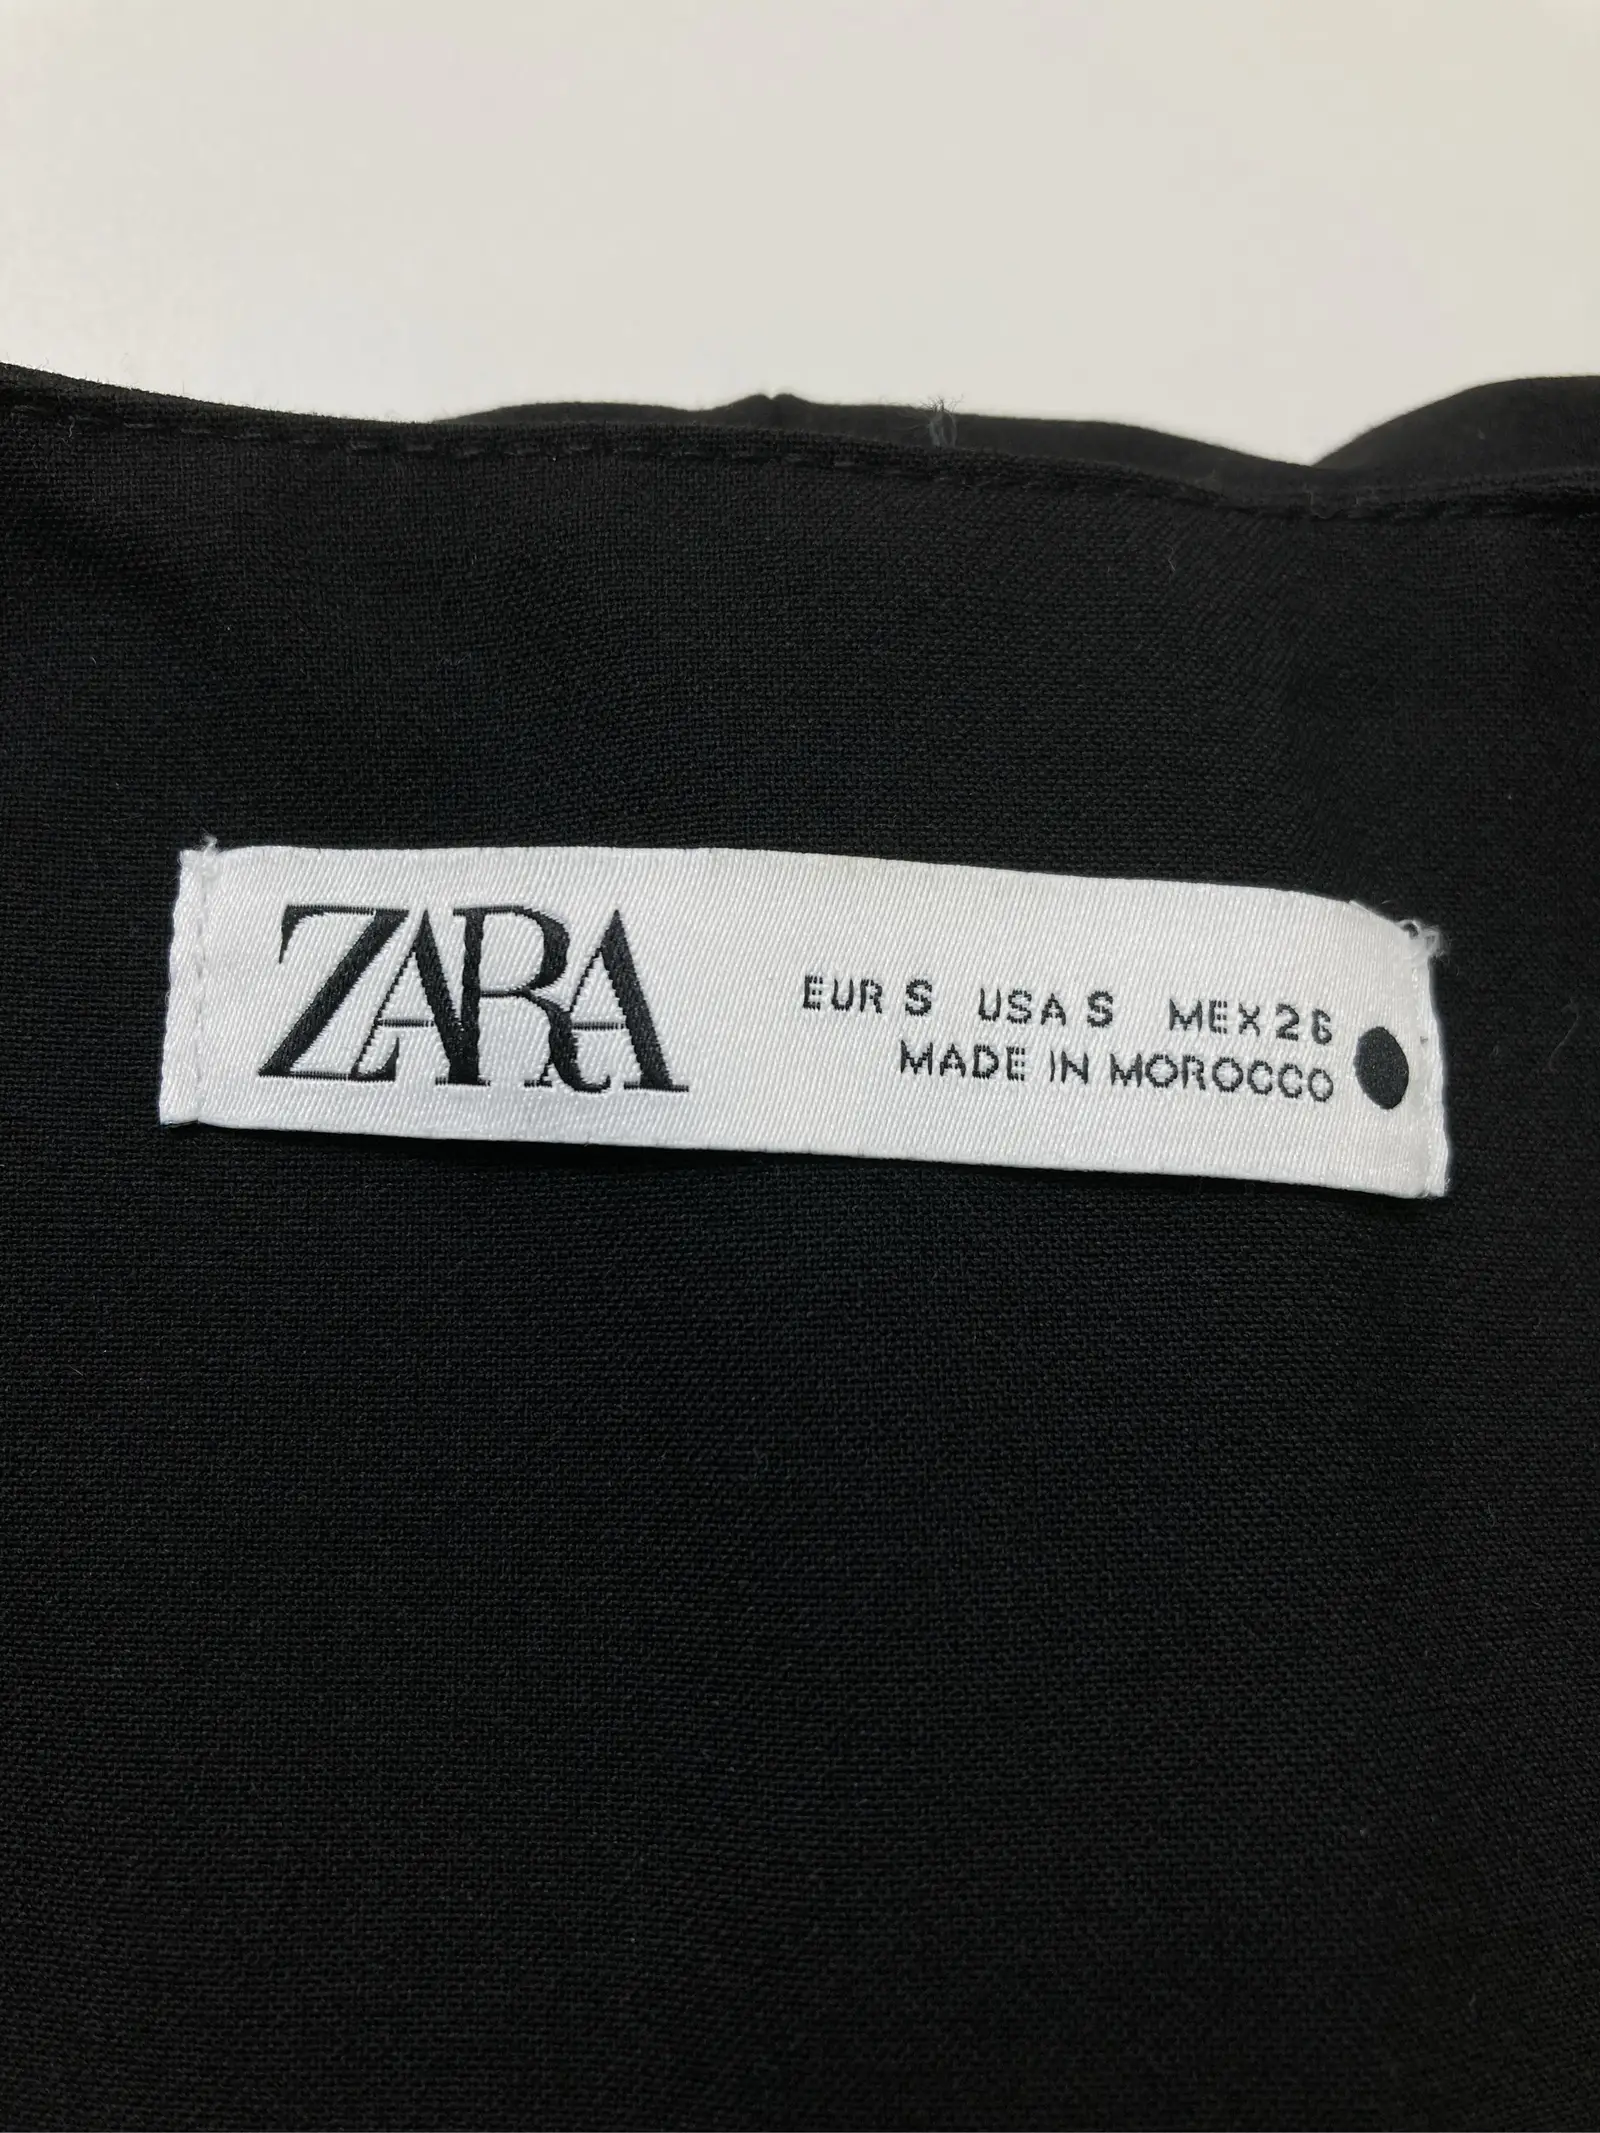 ZARA
EUR S USA S MEX 26
MADE IN MOROCCO